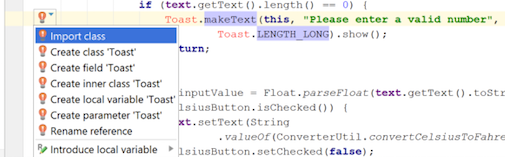 if (text.getText().length() == 0) {
Toast.makeText(this, "Please enter a valid number",
Toast.LENGTH_LONG).show();
Import class
turn;
Create class 'Toast'
Create field 'Toast'
Create inner class 'Toast'
inputValue = Float.parseFloat(text.getText().toStr
Create local variable 'Toast'
lsiusButton.isChecked()) {
Create parameter 'Toast'
xt.setText(String
Rename reference
.valueOf(ConverterUtil.convertCelsiusToFahre
Introduce local variable
lsiusButton.setChecked(false);